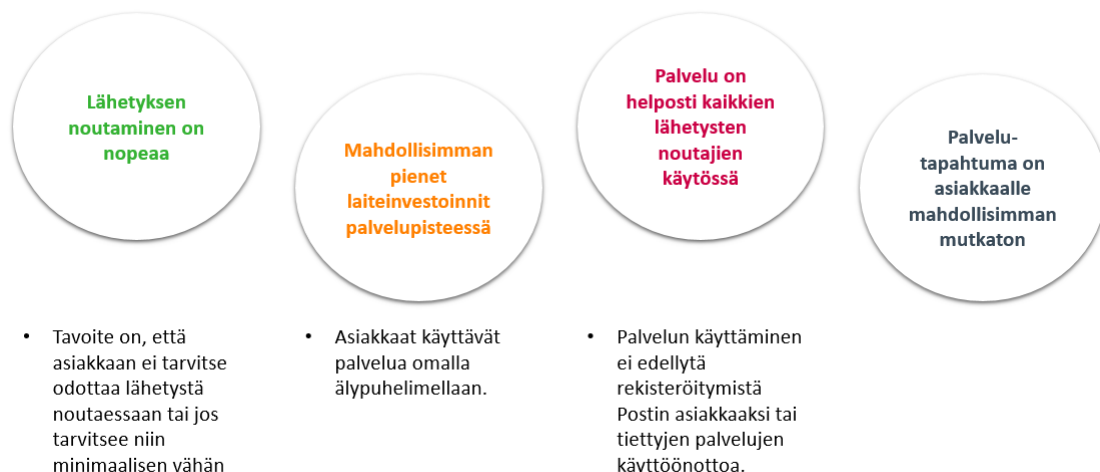 Lähetyksen
noutaminen on
nopeaa
Mahdollisimman
pienet
laiteinvestoinnit
palvelupisteessä
Palvelu on
helposti kaikkien
lähetysten
noutajien
käytössä
Palvelu-
tapahtuma on
asiakkaalle
mahdollisimman
mutkaton
• Tavoite on, että
asiakkaan ei tarvitse
odottaa lähetystä
noutaessaan tai jos
tarvitsee niin
minimaalisen vähän
• Asiakkaat käyttävät
palvelua omalla
älypuhelimellaan.
• Palvelun käyttäminen
ei edellytä
rekisteröitymistä
Postin asiakkaaksi tai
tiettyjen palvelujen
käyttöönottoa.